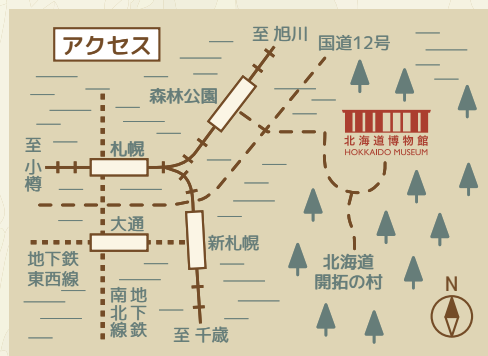 アクセス
至 旭川
国道12号
森林公園
北海道博物館
HOKKAIDO MUSEUM
至
小樽
札幌
大通
新札幌
地下鉄
東西線
地下鉄
南北線
至 千歳
北海道
開拓の村
N